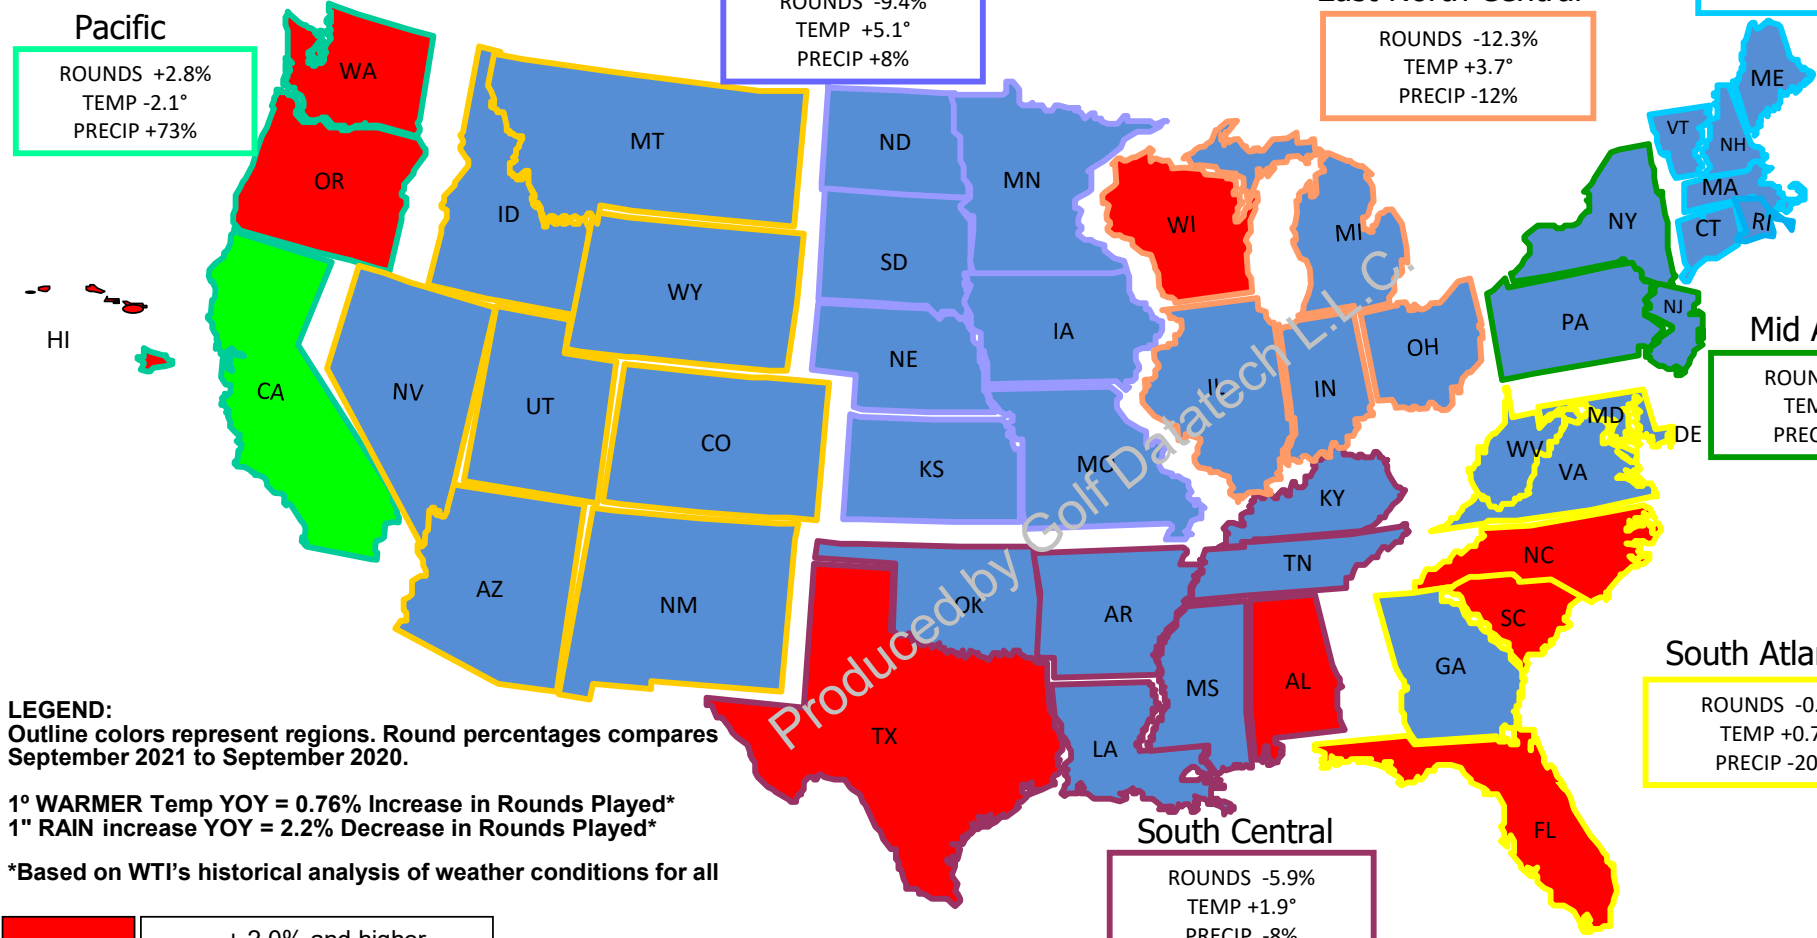 Pacific
ROUNDS +2.8%
TEMP -2.1°
PRECIP +73%
ROUNDS -9.4%
TEMP +5.1°
PRECIP +8%
ROUNDS -12.3%
TEMP +3.7°
PRECIP -12%
WA
OR
CA
HI
MT
ID
WY
NV
UT
CO
AZ
NM
ND
MN
SD
IA
NE
KS
MO
WI
MI
IL
IN
OH
KY
TN
OK
AR
TX
LA
MS
AL
ME
VT
NH
MA
CT
RI
NY
PA
NJ
Mid
MD
DE
WV
VA
NC
SC
GA
FL
South
ROUNDS
TEMP
PRECIP
South Central
ROUNDS -5.9%
TEMP +1.9°
PRECIP -8%
Produced by Golf Datatech L.L.C.
LEGEND:
Outline colors represent regions. Round percentages compares
September 2021 to September 2020.
1º WARMER Temp YOY = 0.76% Increase in Rounds Played*
1" RAIN increase YOY = 2.2% Decrease in Rounds Played*
*Based on WTI's historical analysis of weather conditions for all
+ 2.0% and higher